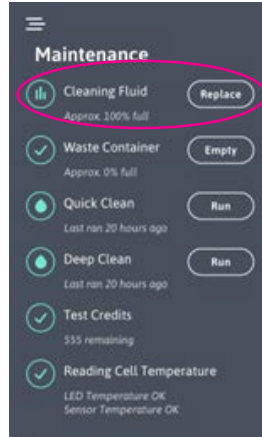 Maintenance
Cleaning Fluid
Replace
Approx. 100% full
Waste Container
Empty
Approx. 0% full
Quick Clean
Run
Last ran 20 hours ago
Deep Clean
Run
Last ran 20 hours ago
Test Credits
555 remaining
Reading Cell Temperature
LED Temperature OK
Sensor Temperature OK